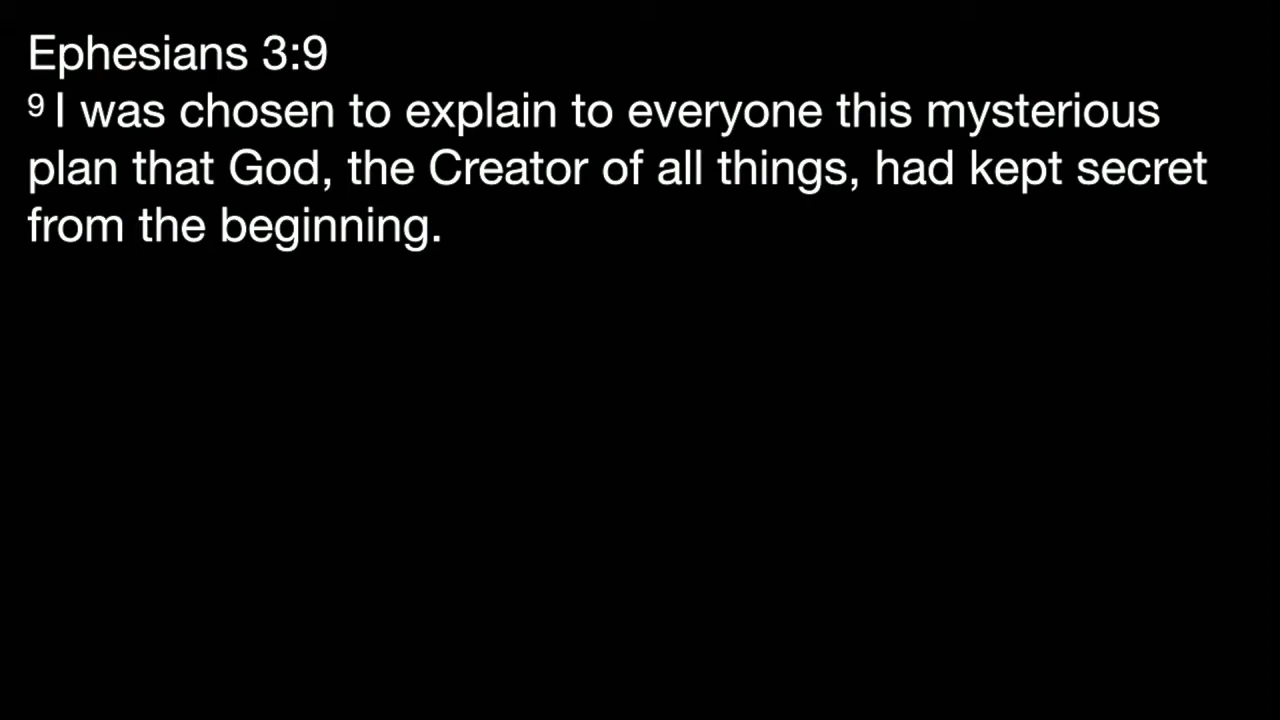 Ephesians 3:9
9 I was chosen to explain to everyone this mysterious
plan that God, the Creator of all things, had kept secret
from the beginning.